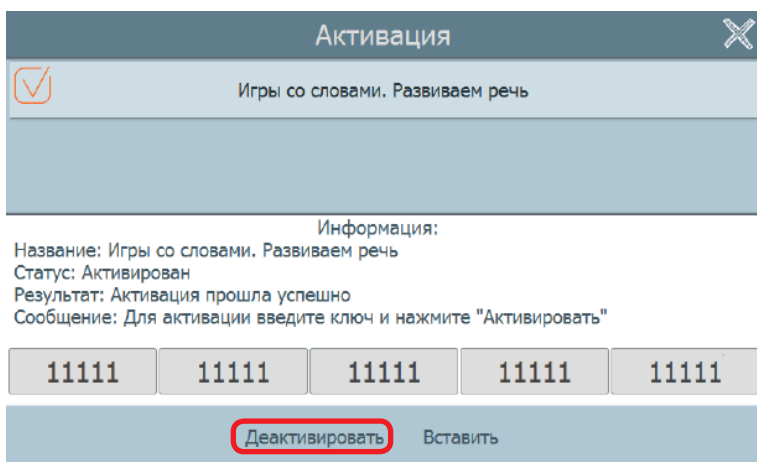 Активация
Игры со словами. Развиваем речь
Информация:
Название: Игры со словами. Развиваем речь
Статус: Активирован
Результат: Активация прошла успешно
Сообщение: Для активации введите ключ и нажмите "Активировать"
11111 11111 11111 11111 11111
Деактивировать Вставить